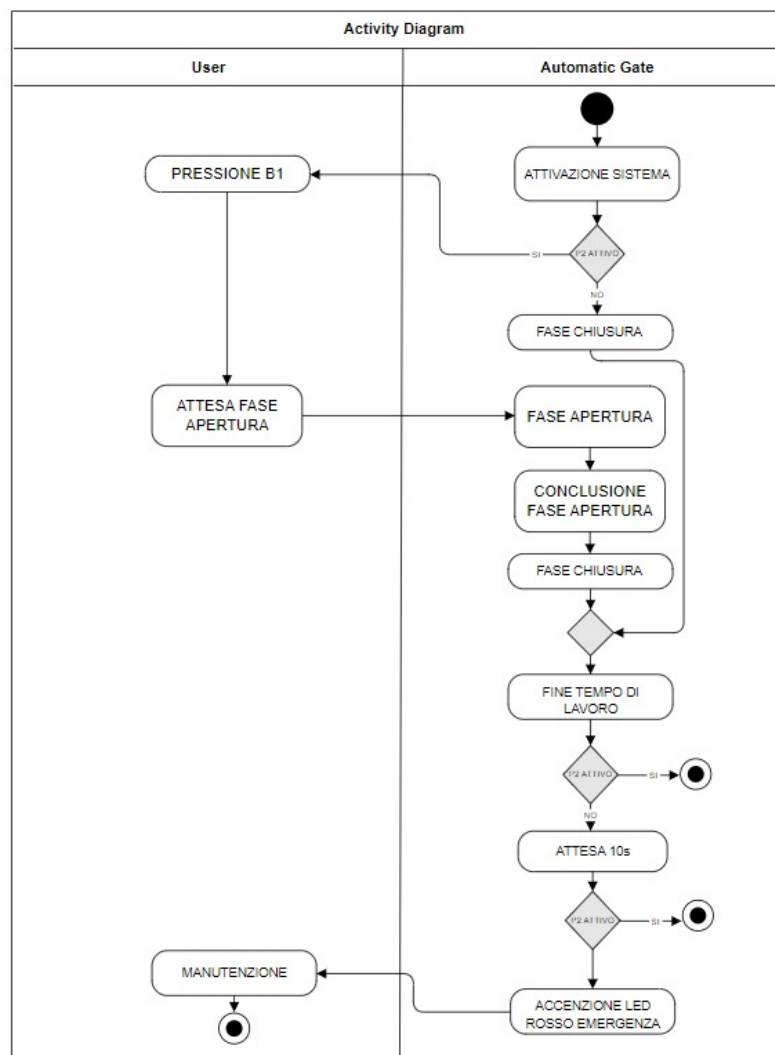 Activity Diagram
User
Automatic Gate
ATTIVAZIONE SISTEMA
PRESSIONE B1
P2 ATTIVO
SI
NO
FASE CHIUSURA
ATTESA FASE
APERTURA
FASE APERTURA
CONCLUSIONE
FASE APERTURA
FASE CHIUSURA
FINE TEMPO DI
LAVORO
P2 ATTIVO
SI
NO
ATTESA 10s
P2 ATTIVO
SI
MANUTENZIONE
ACCENZIONE LED
ROSSO EMERGENZA